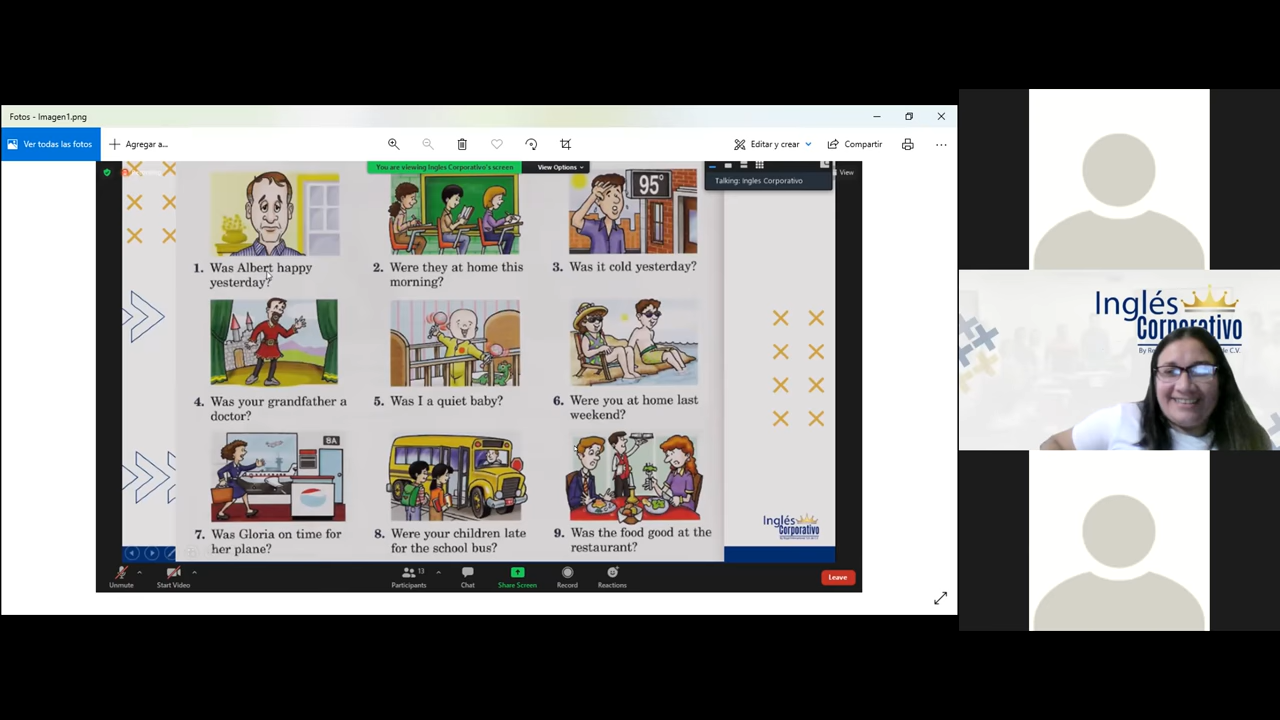 Fotos - Imagen1.png
Ver todas las fotos
Agregar a...
Editar y crear
Compartir
You are viewing Ingles Corporativo's screen
View Options
Talking: Ingles Corporativo
View
95°
1. Was Albert happy
yesterday?
2. Were they at home this
morning?
3. Was it cold yesterday?
4. Was your grandfather a
doctor?
5. Was I a quiet baby?
6. Were you at home last
weekend?
8A
7. Was Gloria on time for
her plane?
8. Were your children late
for the school bus?
9. Was the food good at the
restaurant?
Inglés
Corporativo
Unmute
Start Video
Participants
13
Chat
Share Screen
Record
Reactions
Leave
Inglés
Corporativo